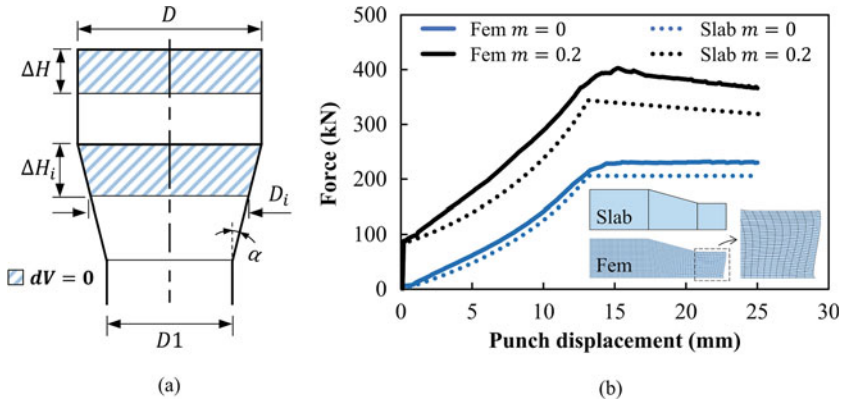 (a)
D
ΔH
ΔH_i
D_i
α
dV = 0
D1
(a)
(b)
Force (kN)
500
400
300
200
100
0
Fem m = 0
Slab m = 0
Fem m = 0.2
Slab m = 0.2
Slab
Fem
0 5 10 15 20 25 30
Punch displacement (mm)
(b)